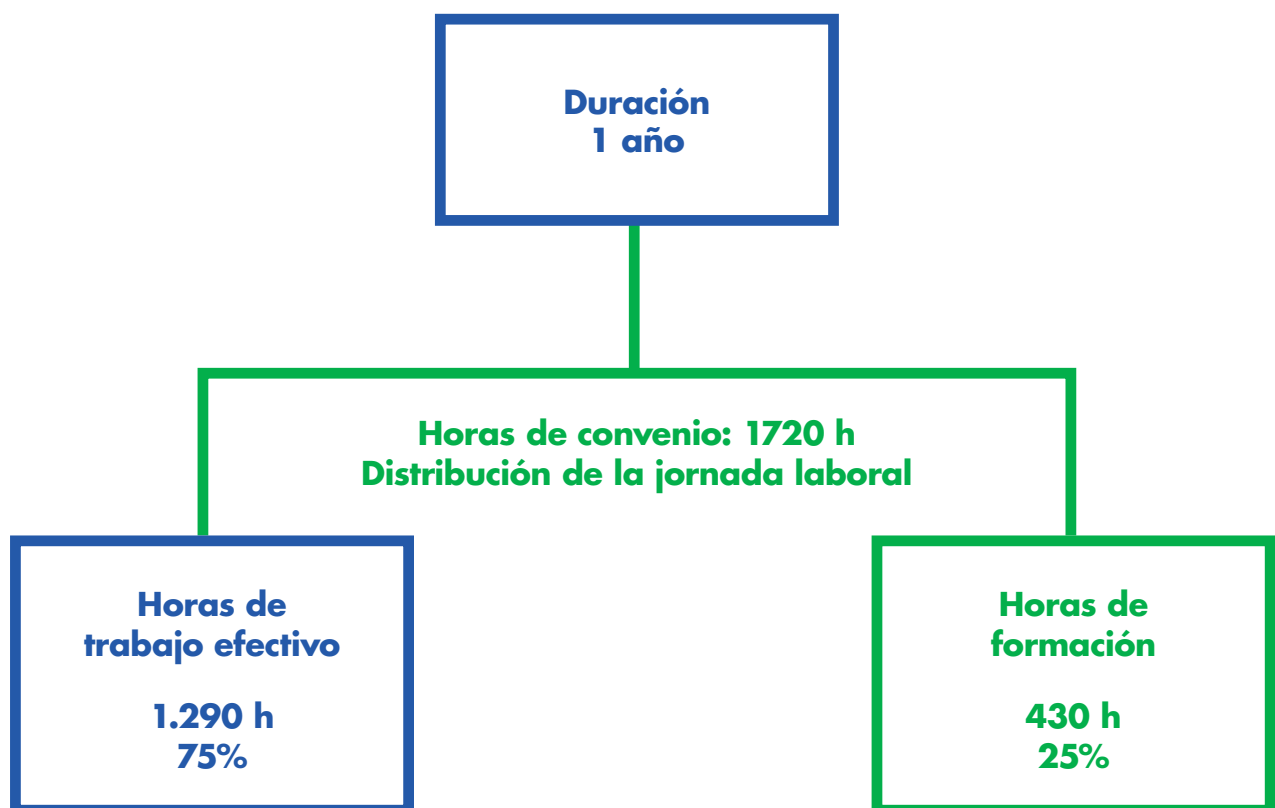 Duración
1 año
Horas de convenio: 1720 h
Distribución de la jornada laboral
Horas de
trabajo efectivo
1.290 h
75%
Horas de
formación
430 h
25%